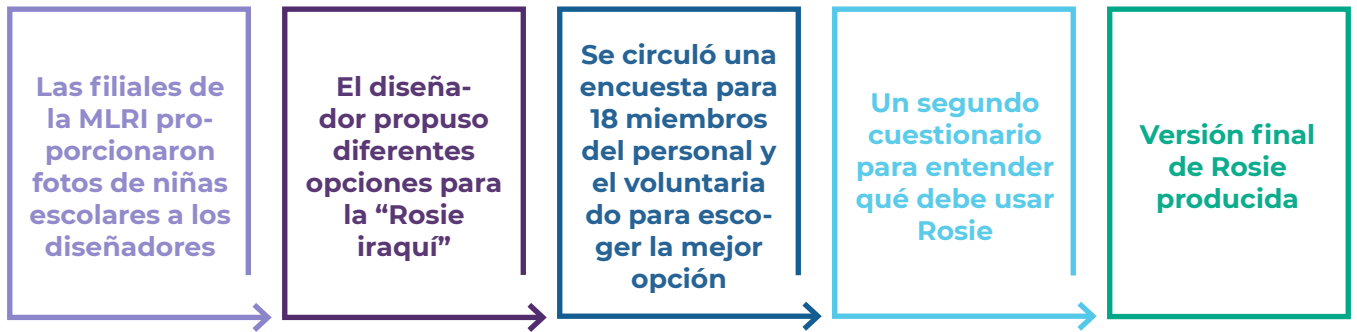 Las filiales de
la MLRI pro-
porcionaron
fotos de niñas
escolares a los
diseñadores
El diseña-
dor propuso
diferentes
opciones para
la “Rosie
iraquí”
Se circuló una
encuesta para
18 miembros
del personal y
el voluntaria
do para esco-
ger la mejor
opción
Un segundo
cuestionario
para entender
qué debe usar
Rosie
Versión final
de Rosie
producida